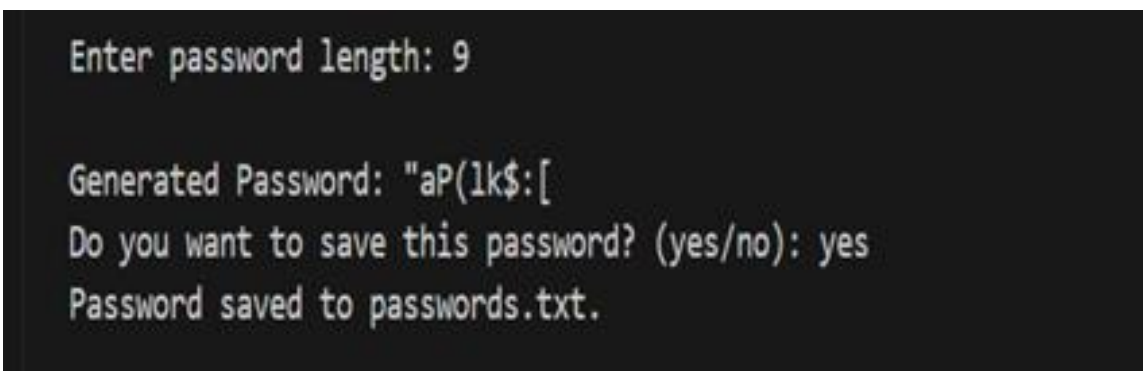 Enter password length: 9
Generated Password: "aP(lk$:[
Do you want to save this password? (yes/no): yes
Password saved to passwords.txt.